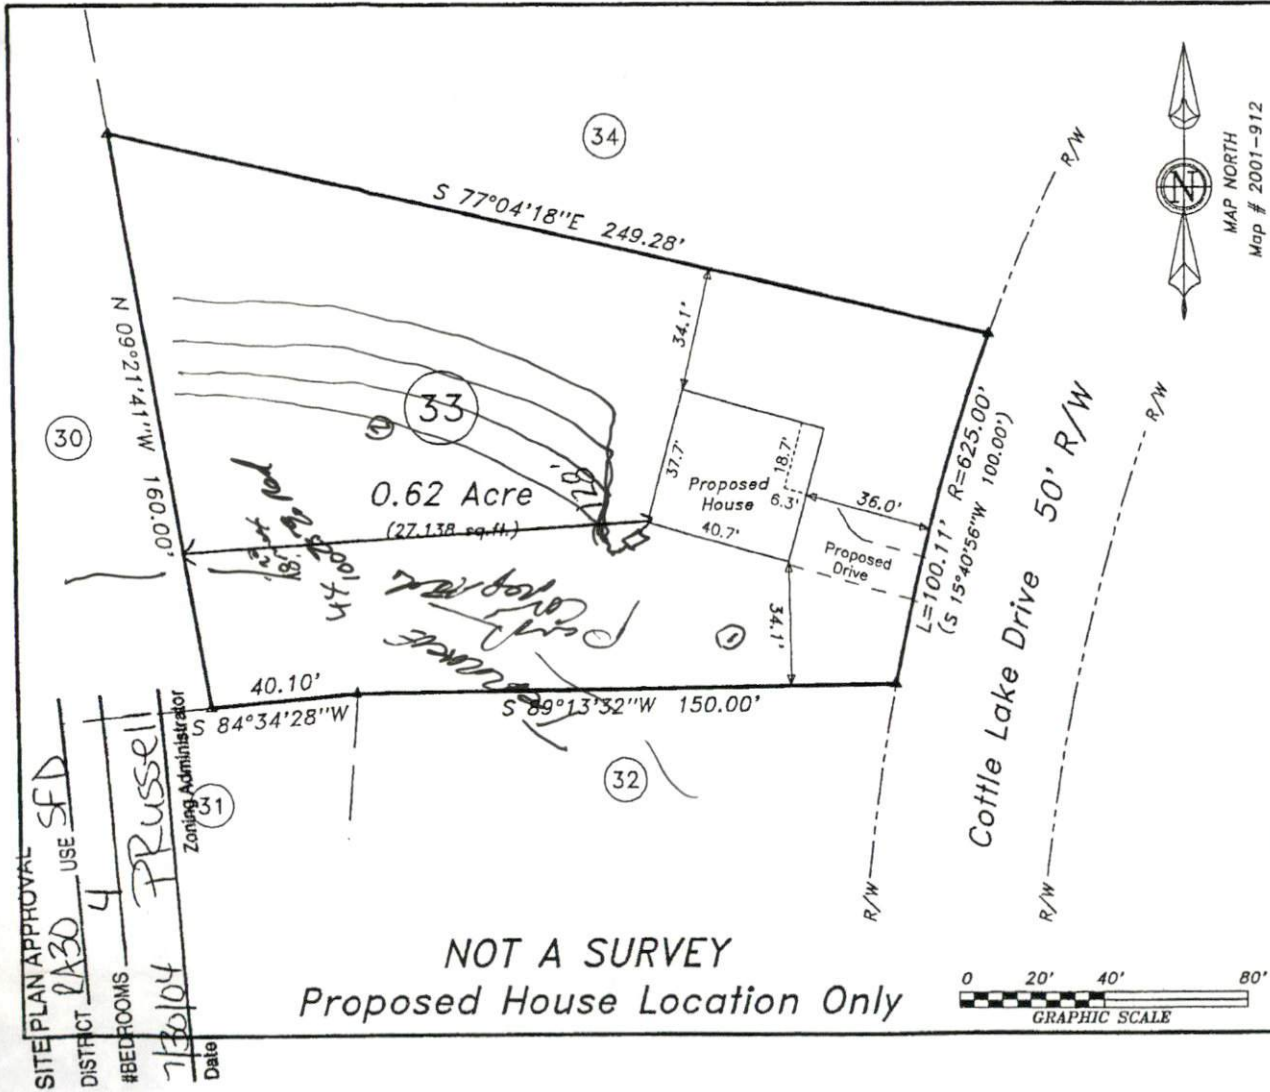 34
R/W
MAP NORTH
Map # 2001-912
N
S 77°04'18"E 249.28'
N 09°21'41"W 160.00'
30
33
34.1'
37.7'
18.7'
6.3'
Proposed
House
40.7'
36.0'
Proposed
Drive
34.1'
L=100.11' R=625.00'
(S 15°40'56"W 100.00')
Cottle Lake Drive 50' R/W
R/W
0.62 Acre
(27.138 sq.ft.)
128'
2
1
4 x
40.10'
S 84°34'28"W
S 89°13'32"W 150.00'
31
32
R/W
R/W
SITE PLAN APPROVAL
DISTRICT RA30 USE SFD
#BEDROOMS 4
7/30/04 PRussell
Date Zoning Administrator
NOT A SURVEY
Proposed House Location Only
0 20' 40' 80'
GRAPHIC SCALE